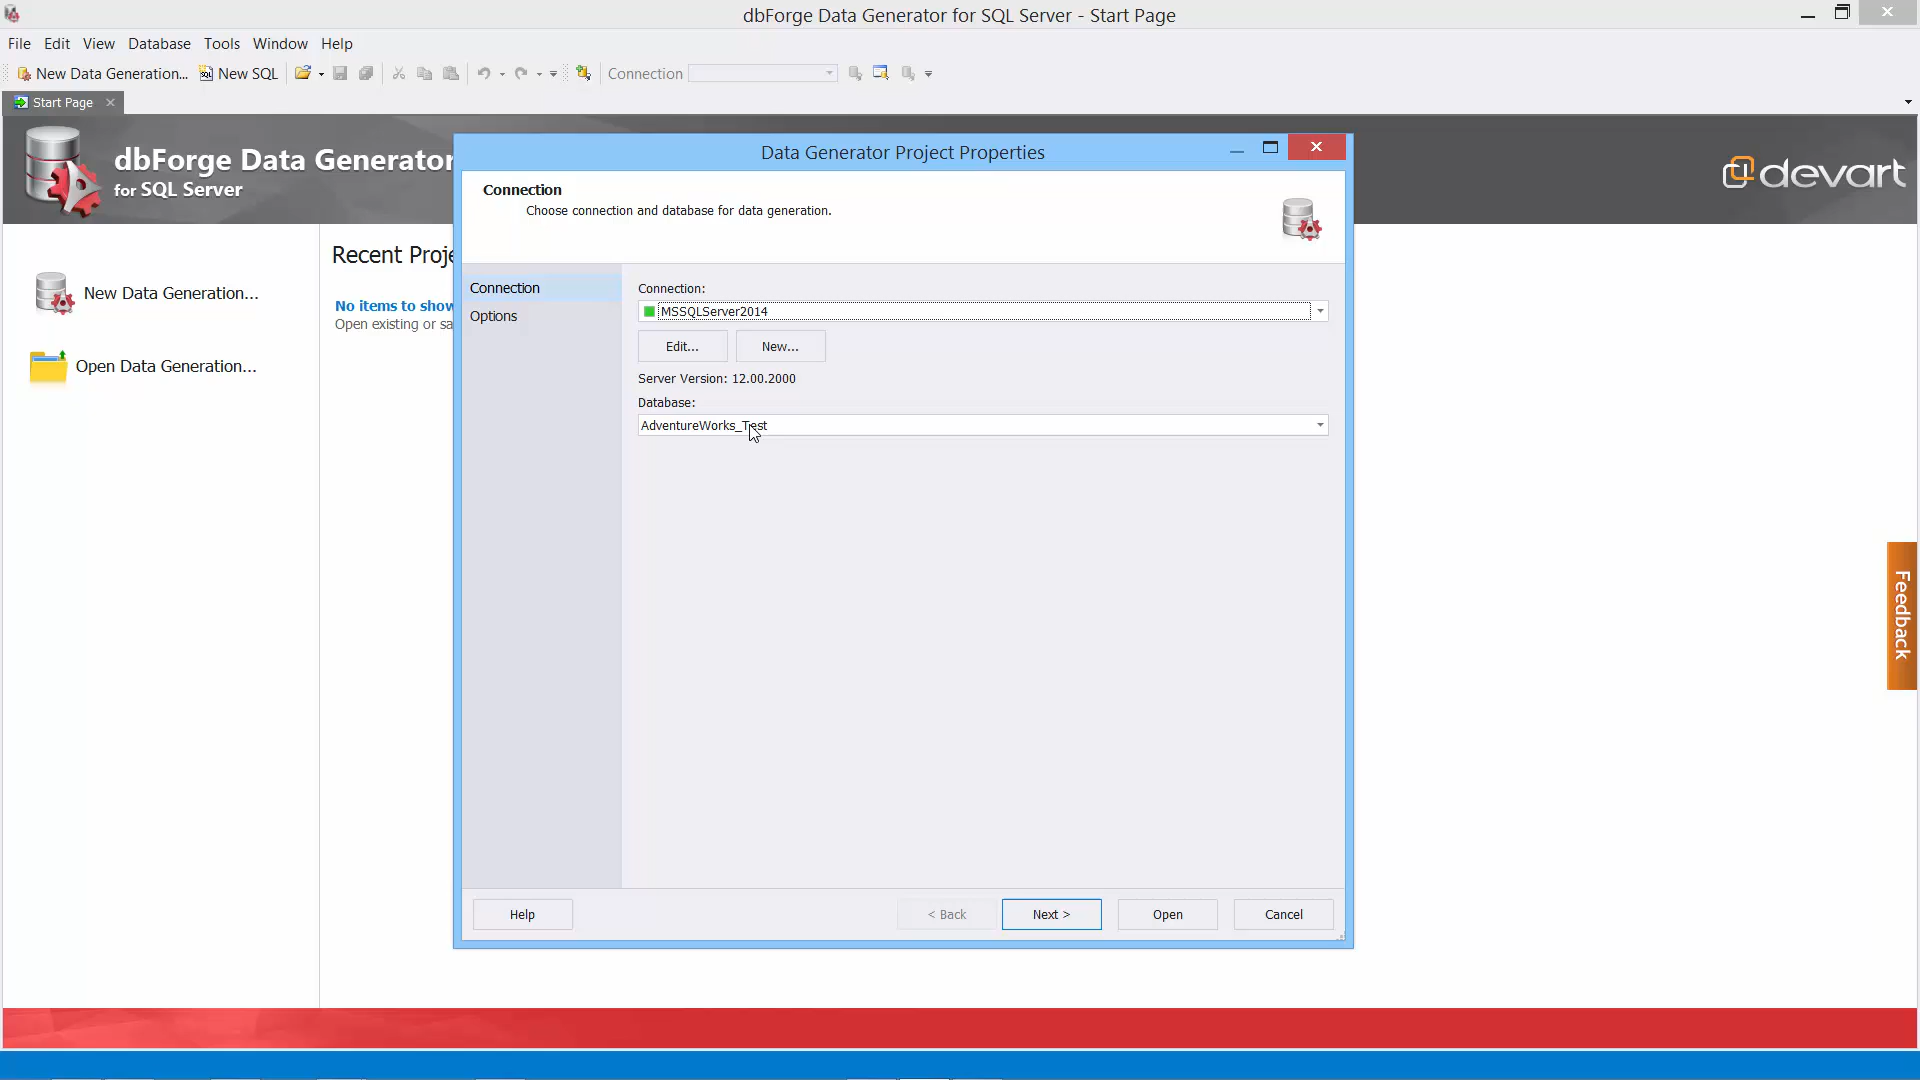 dbForge Data Generator for SQL Server - Start Page
File Edit View Database Tools Window Help
New Data Generation... New SQL Connection
Start Page
dbForge Data Generator
for SQL Server
devart
Data Generator Project Properties
Connection
Choose connection and database for data generation.
New Data Generation...
Open Data Generation...
Recent Proje
No items to show
Open existing or sa
Connection
Options
Connection:
MSSQLServer2014
Edit... New...
Server Version: 12.00.2000
Database:
AdventureWorks_Test
Feedback
Help < Back Next > Open Cancel